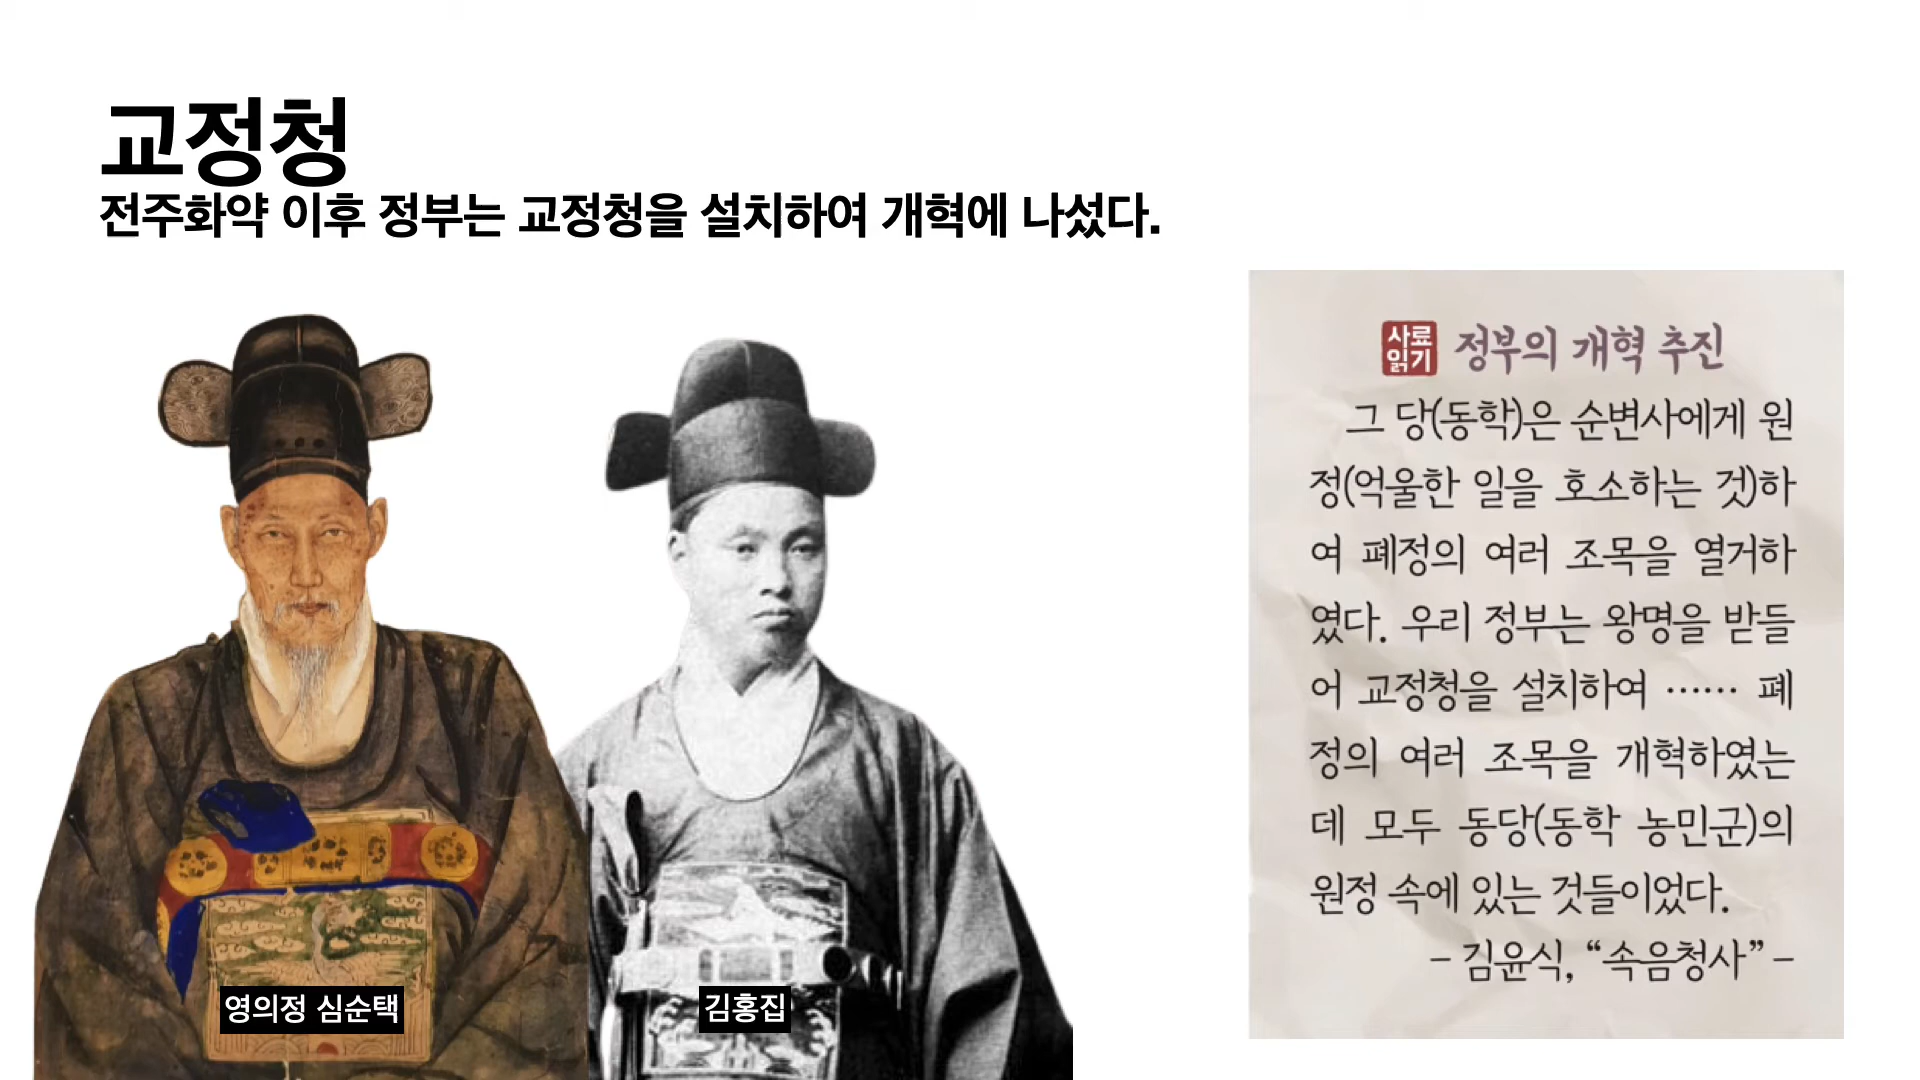 교정청
전주화약 이후 정부는 교정청을 설치하여 개혁에 나섰다.
사료
읽기
정부의 개혁 추진
그 당(동학)은 순변사에게 원
정(억울한 일을 호소하는 것)하
여 폐정의 여러 조목을 열거하
였다. 우리 정부는 왕명을 받들
어 교정청을 설치하여 …… 폐
정의 여러 조목을 개혁하였는
데 모두 동당(동학 농민군)의
원정 속에 있는 것들이었다.
– 김윤식, “속음청사” –
영의정 심순택
김홍집